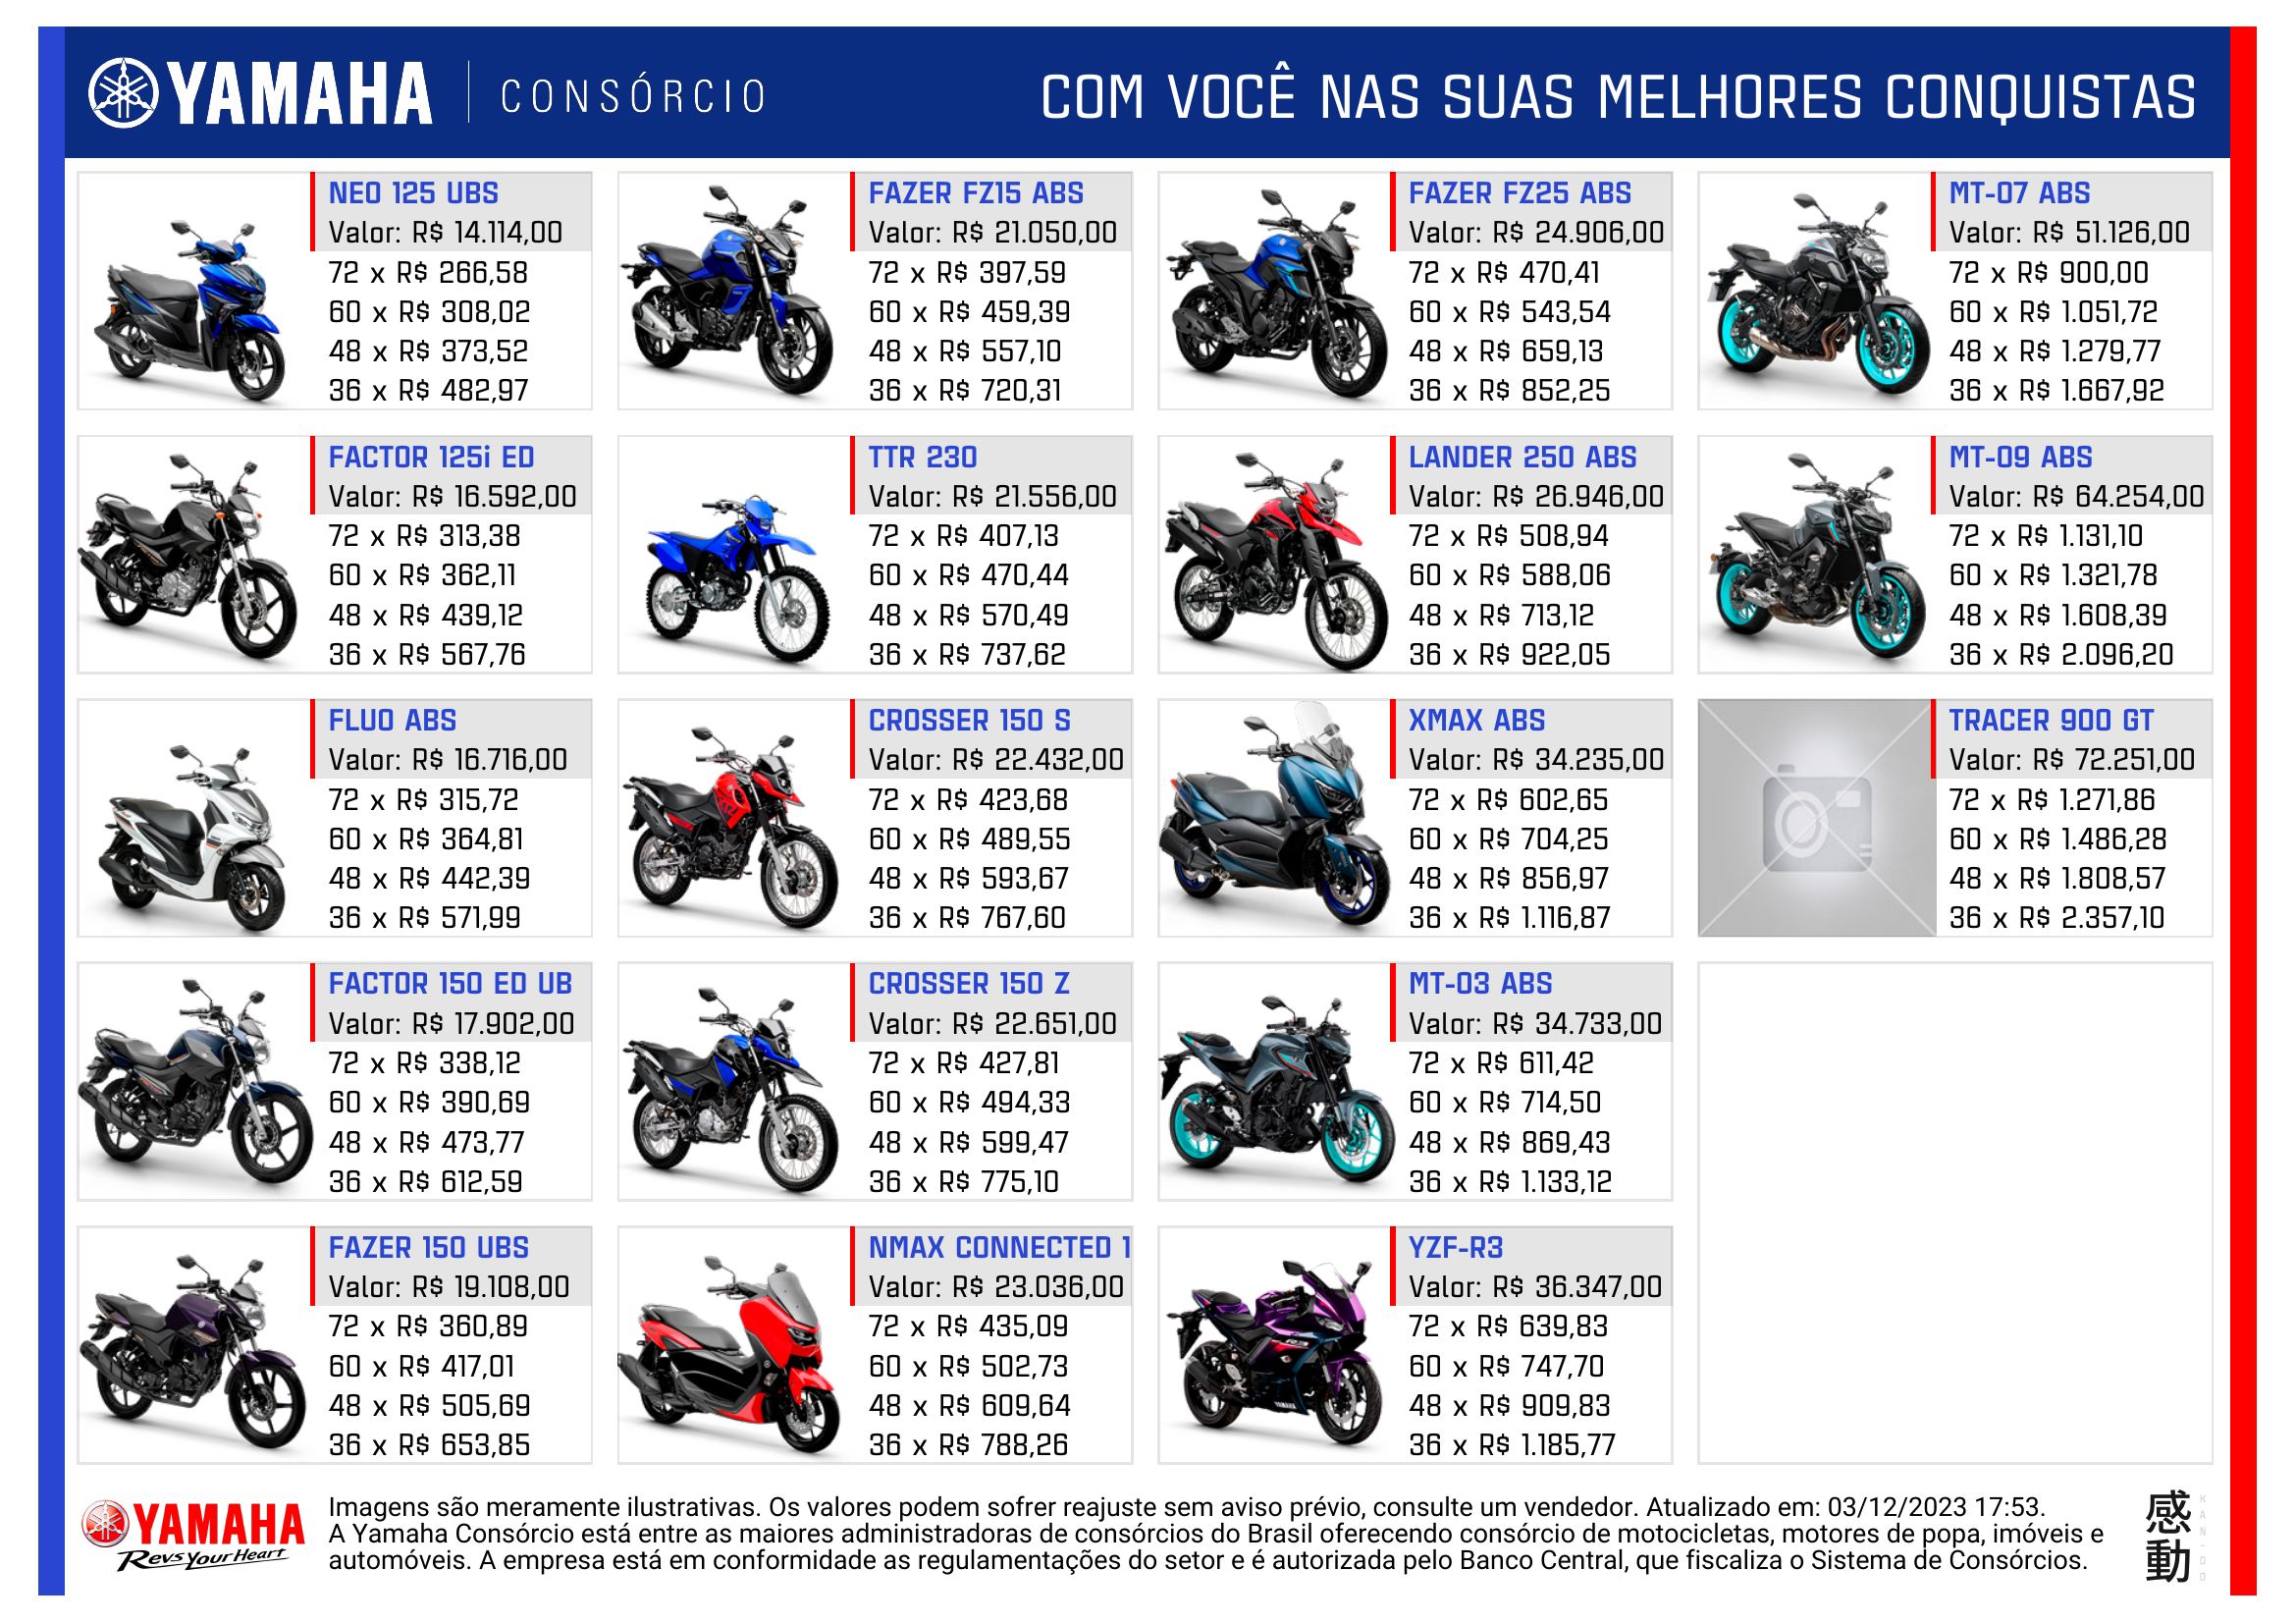 YAMAHA CONSÓRCIO
COM VOCÊ NAS SUAS MELHORES CONQUISTAS
NEO 125 UBS
Valor: R$ 14.114,00
72 x R$ 266,58
60 x R$ 308,02
48 x R$ 373,52
36 x R$ 482,97
FAZER FZ15 ABS
Valor: R$ 21.050,00
72 x R$ 397,59
60 x R$ 459,39
48 x R$ 557,10
36 x R$ 720,31
FAZER FZ25 ABS
Valor: R$ 24.906,00
72 x R$ 470,41
60 x R$ 543,54
48 x R$ 659,13
36 x R$ 852,25
MT-07 ABS
Valor: R$ 51.126,00
72 x R$ 900,00
60 x R$ 1.051,72
48 x R$ 1.279,77
36 x R$ 1.667,92
FACTOR 125i ED
Valor: R$ 16.592,00
72 x R$ 313,38
60 x R$ 362,11
48 x R$ 439,12
36 x R$ 567,76
TTR 230
Valor: R$ 21.556,00
72 x R$ 407,13
60 x R$ 470,44
48 x R$ 570,49
36 x R$ 737,62
LANDER 250 ABS
Valor: R$ 26.946,00
72 x R$ 508,94
60 x R$ 588,06
48 x R$ 713,12
36 x R$ 922,05
MT-09 ABS
Valor: R$ 64.254,00
72 x R$ 1.131,10
60 x R$ 1.321,78
48 x R$ 1.608,39
36 x R$ 2.096,20
FLUO ABS
Valor: R$ 16.716,00
72 x R$ 315,72
60 x R$ 364,81
48 x R$ 442,39
36 x R$ 571,99
CROSSER 150 S
Valor: R$ 22.432,00
72 x R$ 423,68
60 x R$ 489,55
48 x R$ 593,67
36 x R$ 767,60
XMAX ABS
Valor: R$ 34.235,00
72 x R$ 602,65
60 x R$ 704,25
48 x R$ 856,97
36 x R$ 1.116,87
TRACER 900 GT
Valor: R$ 72.251,00
72 x R$ 1.271,86
60 x R$ 1.486,28
48 x R$ 1.808,57
36 x R$ 2.357,10
FACTOR 150 ED UB
Valor: R$ 17.902,00
72 x R$ 338,12
60 x R$ 390,69
48 x R$ 473,77
36 x R$ 612,59
CROSSER 150 Z
Valor: R$ 22.651,00
72 x R$ 427,81
60 x R$ 494,33
48 x R$ 599,47
36 x R$ 775,10
MT-03 ABS
Valor: R$ 34.733,00
72 x R$ 611,42
60 x R$ 714,50
48 x R$ 869,43
36 x R$ 1.133,12
FAZER 150 UBS
Valor: R$ 19.108,00
72 x R$ 360,89
60 x R$ 417,01
48 x R$ 505,69
36 x R$ 653,85
NMAX CONNECTED 1
Valor: R$ 23.036,00
72 x R$ 435,09
60 x R$ 502,73
48 x R$ 609,64
36 x R$ 788,26
YZF-R3
Valor: R$ 36.347,00
72 x R$ 639,83
60 x R$ 747,70
48 x R$ 909,83
36 x R$ 1.185,77
YAMAHA
Revs Your Heart
Imagens são meramente ilustrativas. Os valores podem sofrer reajuste sem aviso prévio, consulte um vendedor. Atualizado em: 03/12/2023 17:53.
A Yamaha Consórcio está entre as maiores administradoras de consórcios do Brasil oferecendo consórcio de motocicletas, motores de popa, imóveis e
automóveis. A empresa está em conformidade as regulamentações do setor e é autorizada pelo Banco Central, que fiscaliza o Sistema de Consórcios.
感動
KAN-DO